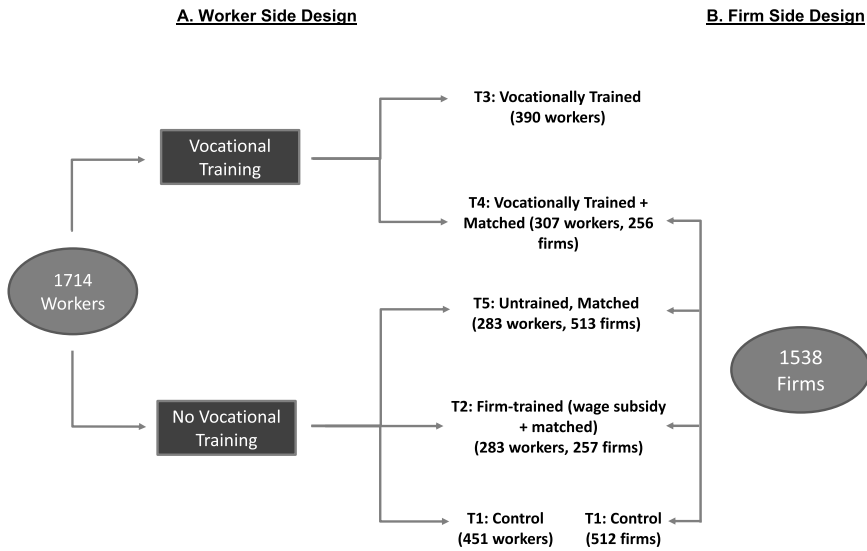 A. Worker Side Design
B. Firm Side Design
T3: Vocationally Trained
(390 workers)
Vocational
Training
T4: Vocationally Trained +
Matched (307 workers, 256
firms)
1714
Workers
T5: Untrained, Matched
(283 workers, 513 firms)
1538
Firms
No Vocational
Training
T2: Firm-trained (wage subsidy
+ matched)
(283 workers, 257 firms)
T1: Control
(451 workers)
T1: Control
(512 firms)